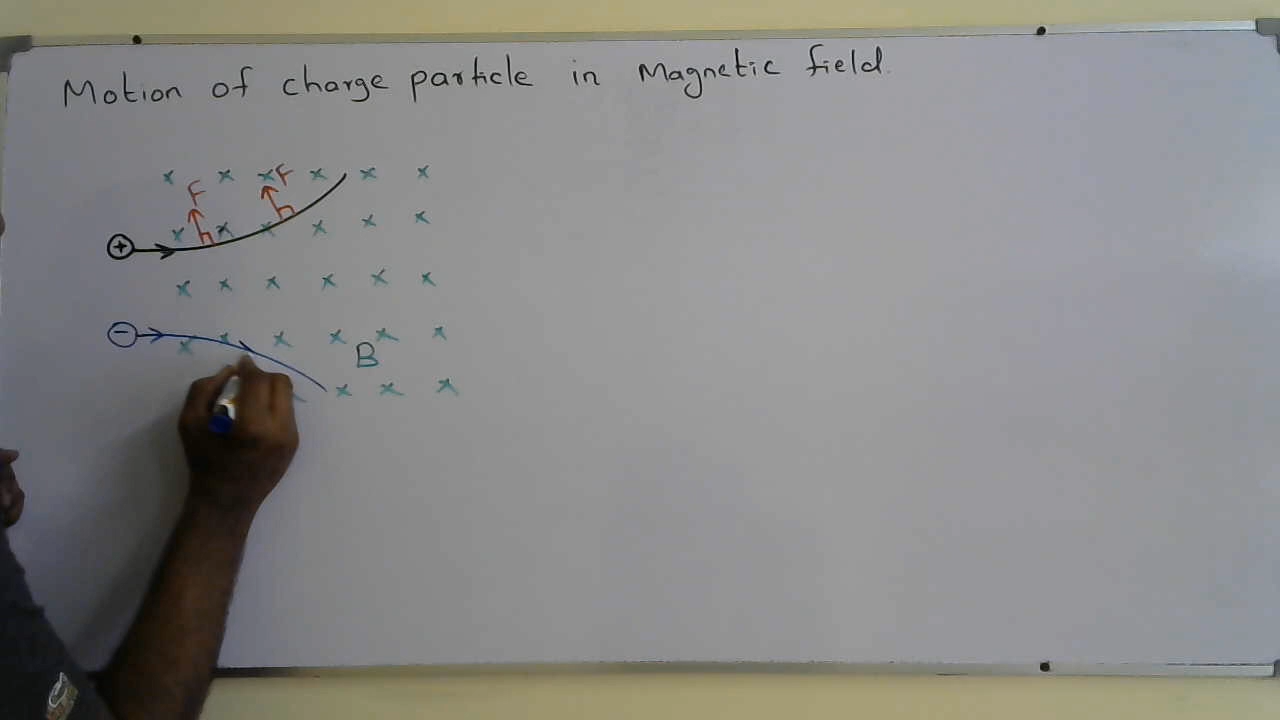 Motion of charge particle in Magnetic field.
× × × F × × ×
F
× × × × × ×
+
× × × × × ×
−
× × × × × ×
B
× × ×